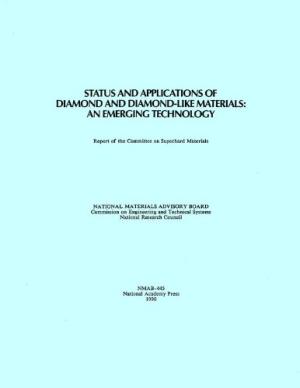 STATUS AND APPLICATIONS OF
DIAMOND AND DIAMOND-LIKE MATERIALS:
AN EMERGING TECHNOLOGY
Report of the Committee on Superhard Materials
NATIONAL MATERIALS ADVISORY BOARD
Commission on Engineering and Technical Systems
National Research Council
NMAB-445
National Academy Press
1990